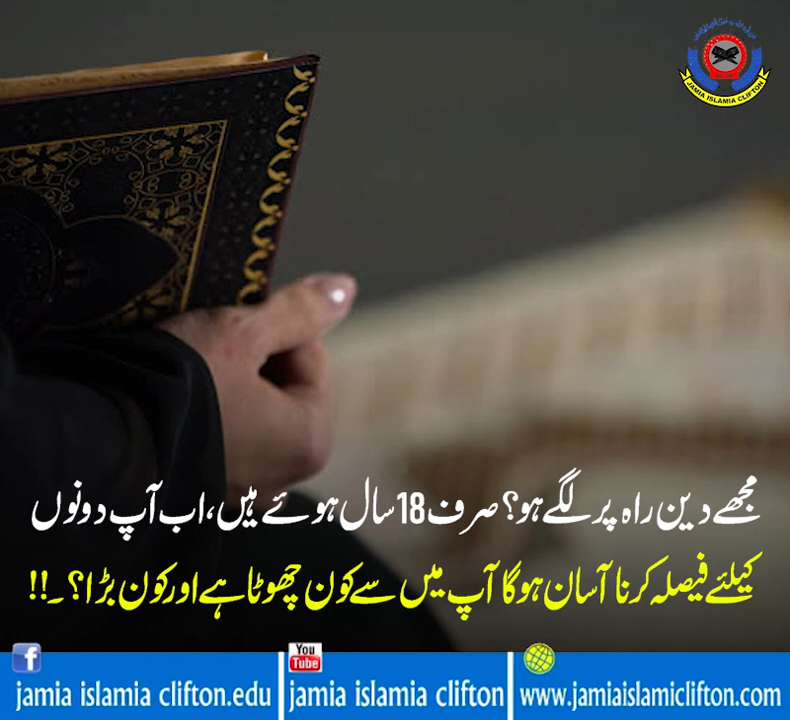 JAMIA ISLAMIA CLIFTON
مجھے دین راہ پر لگے ہو؟ صرف 18 سال ہوئے ہیں، اب آپ دونوں
کیلئے فیصلہ کرنا آسان ہوگا آپ میں سے کون چھوٹا ہے اور کون بڑا؟ ۔!!
jamia islamia clifton.edu
You Tube
jamia islamia clifton
www.jamiaislamiclifton.com